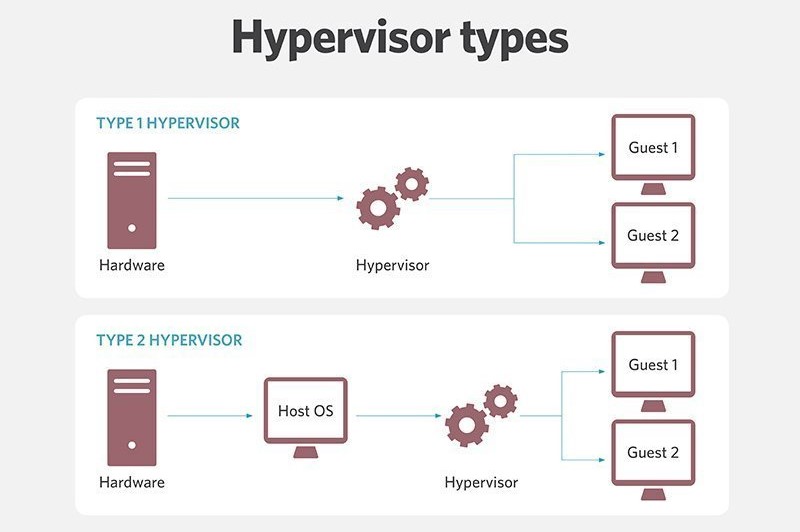 Hypervisor types
TYPE 1 HYPERVISOR
Hardware
Hypervisor
Guest 1
Guest 2
TYPE 2 HYPERVISOR
Hardware
Host OS
Hypervisor
Guest 1
Guest 2